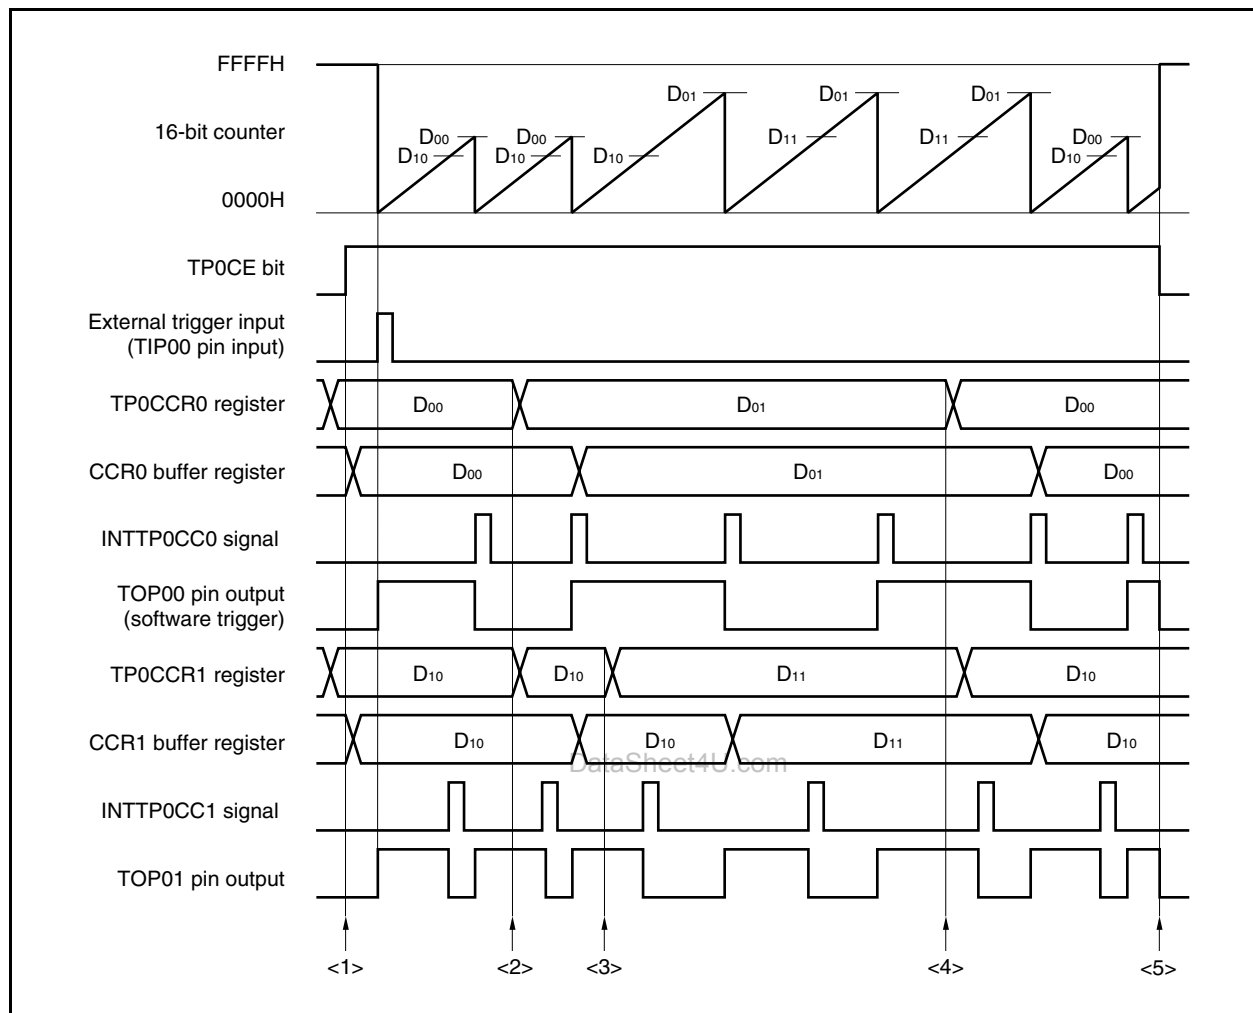 FFFFH
D01 D01 D01
16-bit counter
D00 D00 D11 D11 D00
D10 D10 D10 D10
0000H
TP0CE bit
External trigger input
(TIP00 pin input)
TP0CCR0 register D00 D01 D00
CCR0 buffer register D00 D01 D00
INTTP0CC0 signal
TOP00 pin output
(software trigger)
TP0CCR1 register D10 D10 D11 D10
CCR1 buffer register D10 D10 D11 D10
DataSheet4U.com
INTTP0CC1 signal
TOP01 pin output
<1> <2> <3> <4> <5>